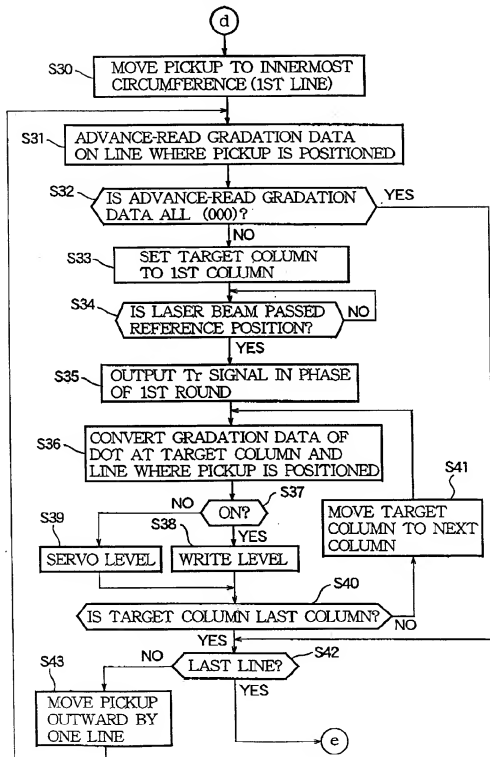 d
S30
MOVE PICKUP TO INNERMOST
CIRCUMFERENCE (1ST LINE)
S31
ADVANCE-READ GRADATION DATA
ON LINE WHERE PICKUP IS POSITIONED
S32
IS ADVANCE-READ GRADATION
DATA ALL (000)?
YES
NO
S33
SET TARGET COLUMN
TO 1ST COLUMN
S34
IS LASER BEAM PASSED
REFERENCE POSITION?
NO
YES
S35
OUTPUT Tr SIGNAL IN PHASE
OF 1ST ROUND
S36
CONVERT GRADATION DATA OF
DOT AT TARGET COLUMN AND
LINE WHERE PICKUP IS POSITIONED
S41
MOVE TARGET
COLUMN TO NEXT
COLUMN
S37
ON?
NO
YES
S39
SERVO LEVEL
S38
WRITE LEVEL
S40
IS TARGET COLUMN LAST COLUMN?
NO
YES
S42
LAST LINE?
NO
YES
S43
MOVE PICKUP
OUTWARD BY
ONE LINE
e